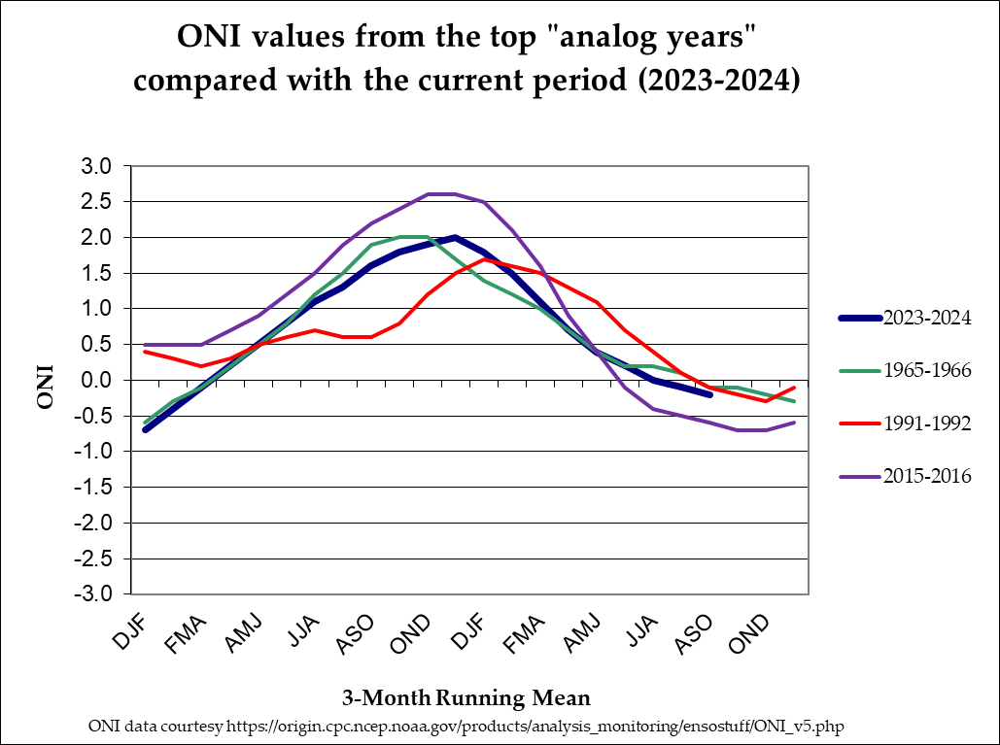 ONI values from the top "analog years"
compared with the current period (2023-2024)
3.0
2.5
2.0
1.5
1.0
0.5
0.0
-0.5
-1.0
-1.5
-2.0
-2.5
-3.0
ONI
DJF
FMA
AMJ
JJA
ASO
OND
DJF
FMA
AMJ
JJA
ASO
OND
2023-2024
1965-1966
1991-1992
2015-2016
3-Month Running Mean
ONI data courtesy https://origin.cpc.ncep.noaa.gov/products/analysis_monitoring/ensostuff/ONI_v5.php